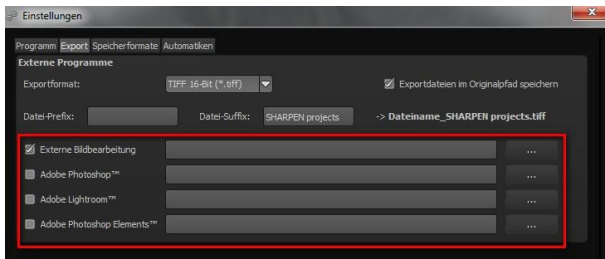 Einstellungen
Programm Export Speicherformate Automatiken
Externe Programme
Exportformat: TIFF 16-Bit (*.tiff) Exportdateien im Originalpfad speichern
Datei-Prefix: Datei-Suffix: SHARPEN projects -> Dateiname_SHARPEN projects.tiff
Externe Bildbearbeitung ...
Adobe Photoshop™ ...
Adobe Lightroom™ ...
Adobe Photoshop Elements™ ...